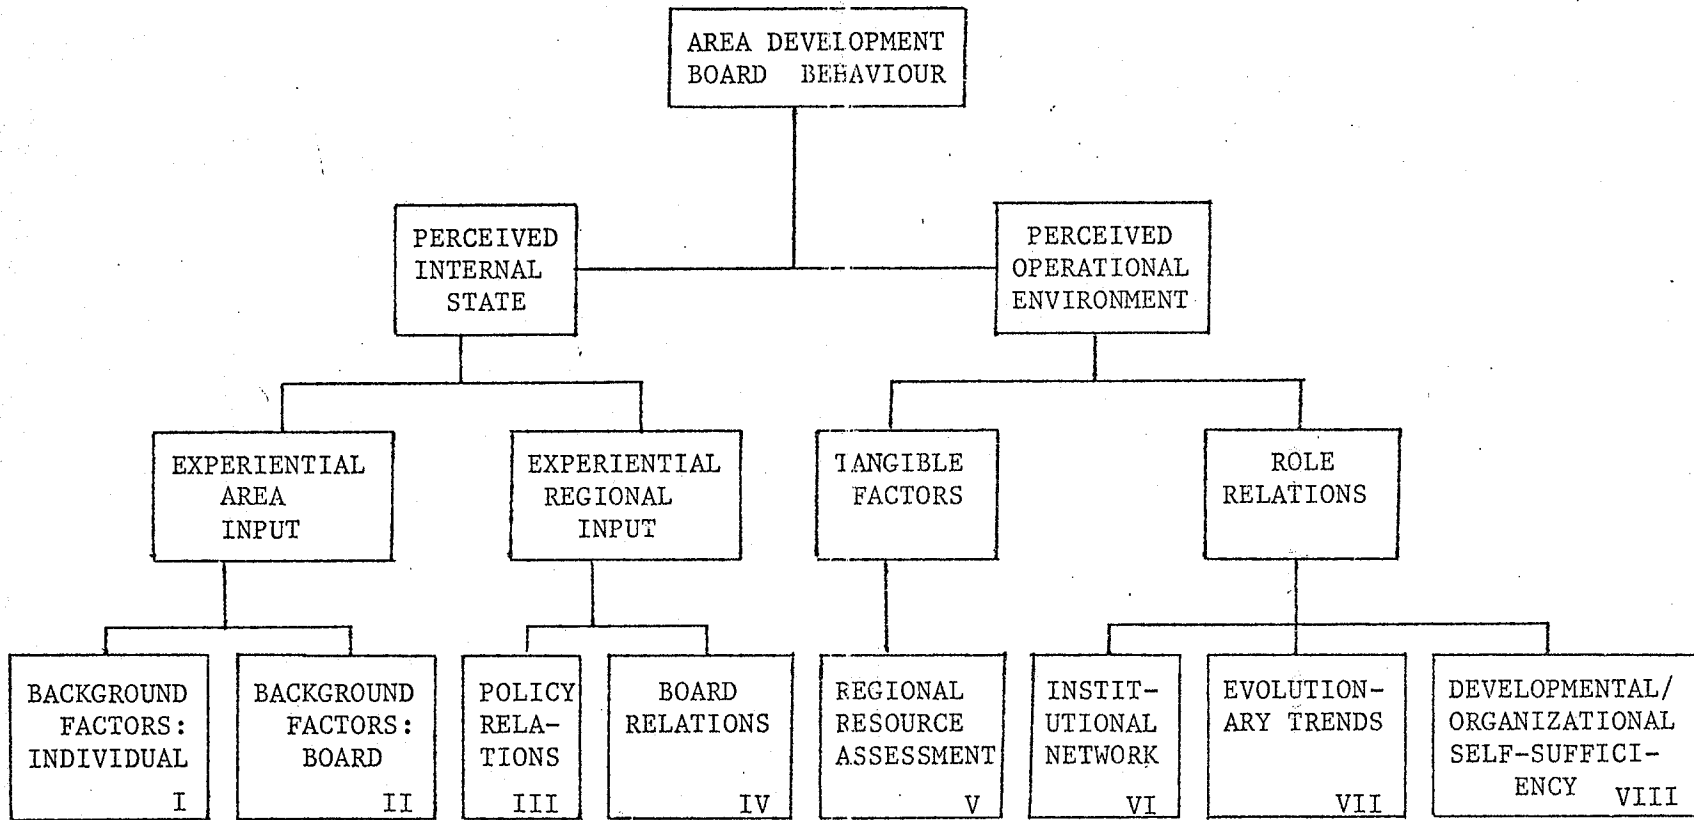 AREA DEVELOPMENT
BOARD BEHAVIOUR
PERCEIVED
INTERNAL
STATE
PERCEIVED
OPERATIONAL
ENVIRONMENT
EXPERIENTIAL
AREA
INPUT
EXPERIENTIAL
REGIONAL
INPUT
TANGIBLE
FACTORS
ROLE
RELATIONS
BACKGROUND
FACTORS:
INDIVIDUAL
I
BACKGROUND
FACTORS:
BOARD
II
POLICY
RELA-
TIONS
III
BOARD
RELATIONS
IV
REGIONAL
RESOURCE
ASSESSMENT
V
INSTIT-
UTIONAL
NETWORK
VI
EVOLUTION-
ARY TRENDS
VII
DEVELOPMENTAL/
ORGANIZATIONAL
SELF-SUFFICI-
ENCY
VIII